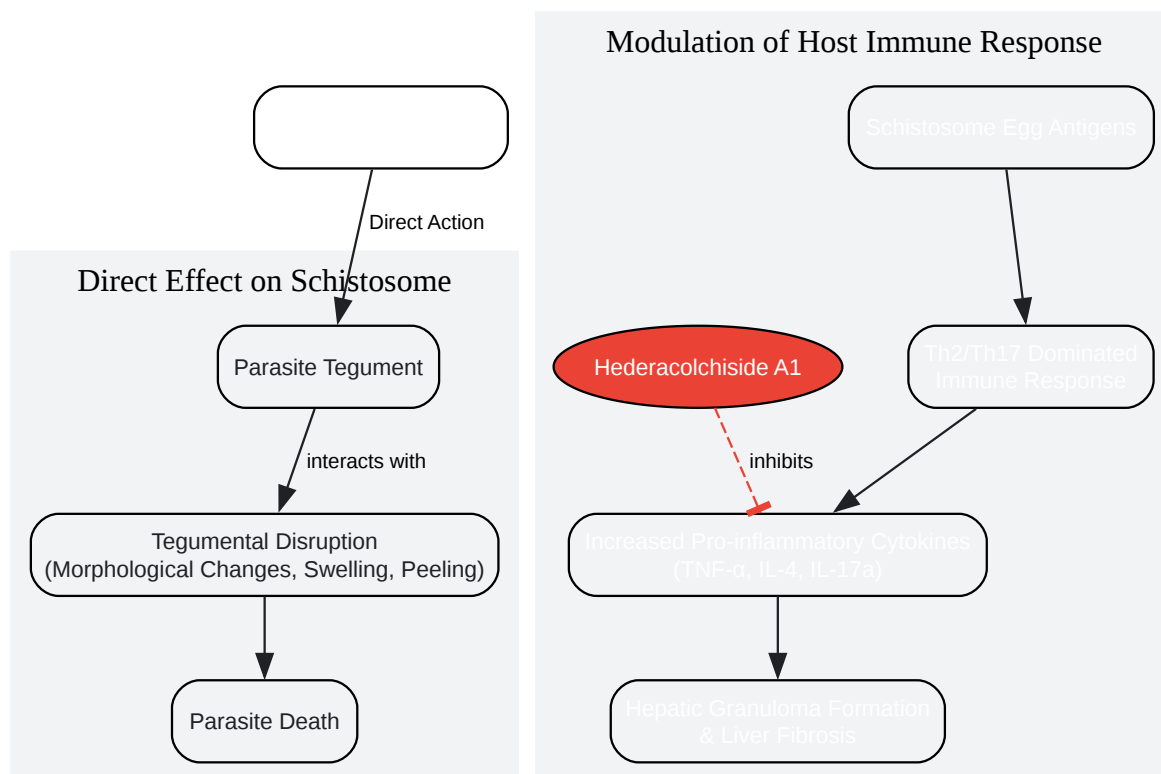 Modulation of Host Immune Response
Schistosome Egg Antigens
Direct Action
Direct Effect on Schistosome
Parasite Tegument
Hederacolchiside A1
Th2/Th17 Dominated
Immune Response
interacts with
inhibits
Tegumental Disruption
(Morphological Changes, Swelling, Peeling)
Increased Pro-inflammatory Cytokines
(TNF-α, IL-4, IL-17a)
Parasite Death
Hepatic Granuloma Formation
& Liver Fibrosis